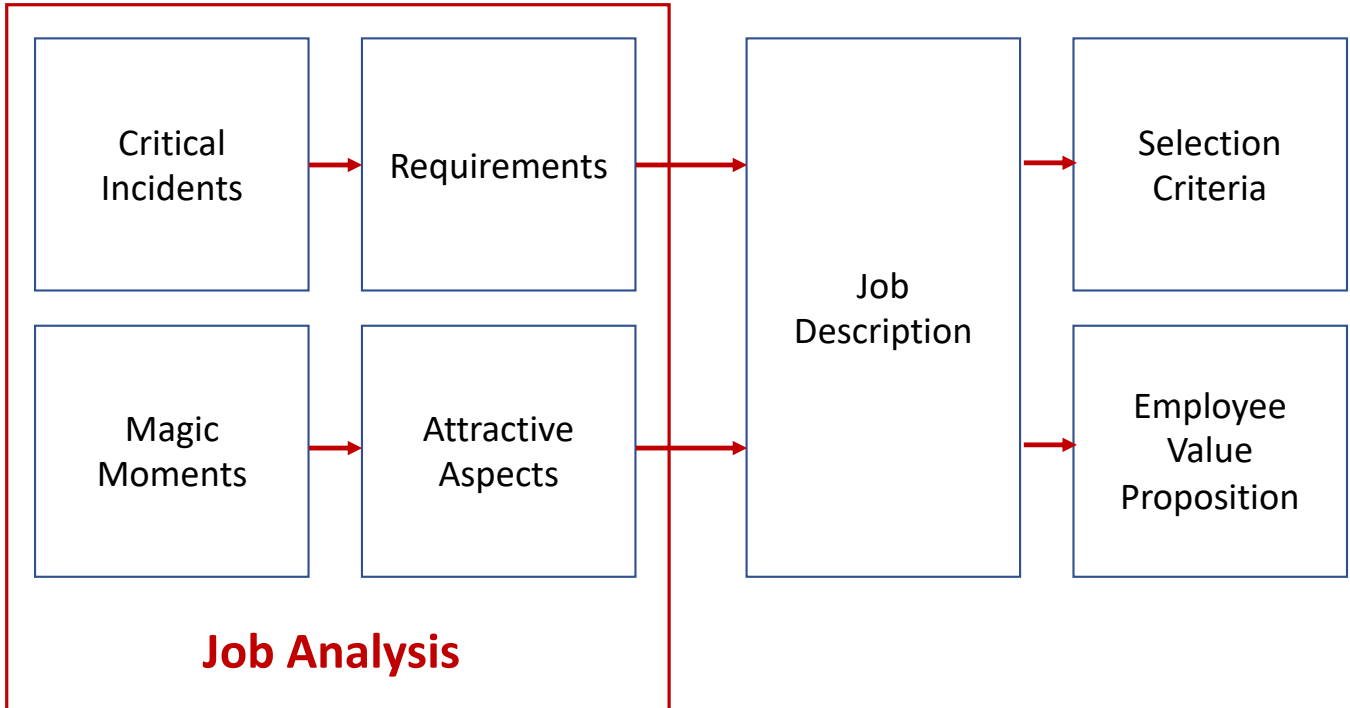 Critical
Incidents
Requirements
Job
Description
Selection
Criteria
Magic
Moments
Attractive
Aspects
Employee
Value
Proposition
Job Analysis